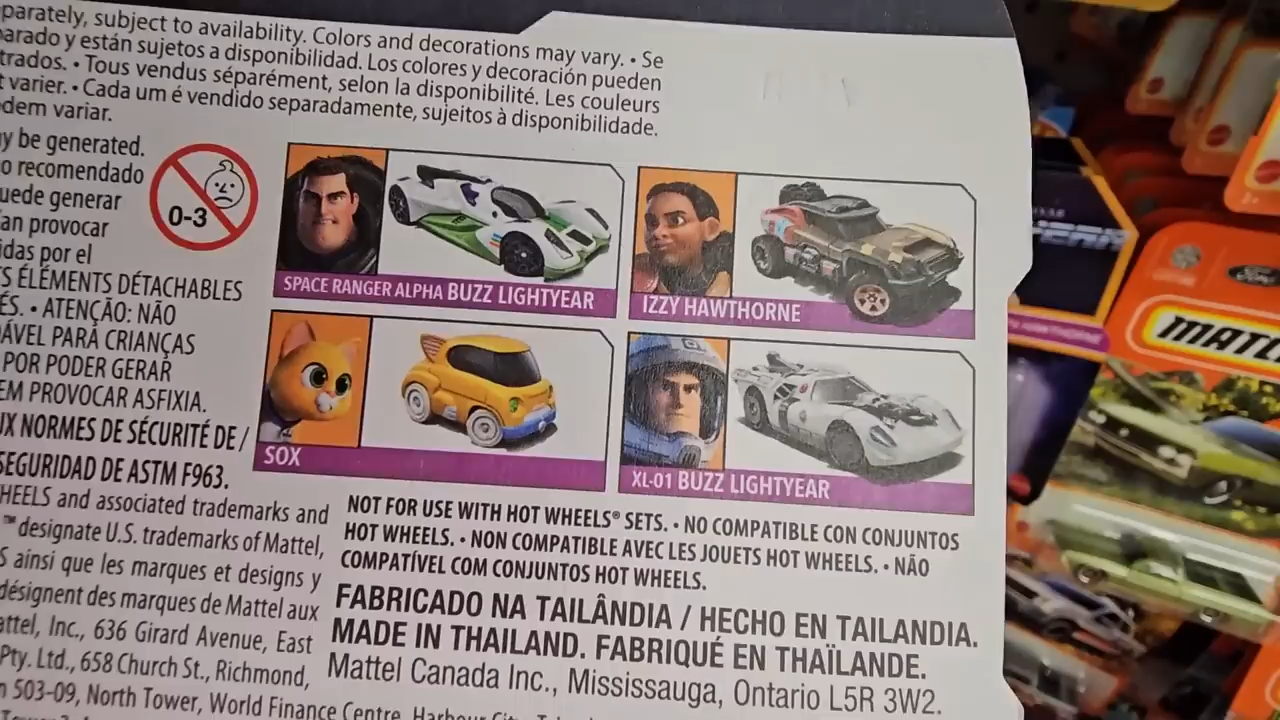 parately, subject to availability. Colors and decorations may vary. • Se
parado y están sujetos a disponibilidad. Los colores y decoración pueden
trados. • Tous vendus séparément, selon la disponibilité. Les couleurs
t varier. • Cada um é vendido separadamente, sujeitos à disponibilidade.
dem variar.
y be generated.
o recomendado
uede generar
an provocar
idas por el
S ÉLÉMENTS DÉTACHABLES
ÉS. • ATENÇÃO: NÃO
ÁVEL PARA CRIANÇAS
POR PODER GERAR
EM PROVOCAR ASFIXIA.
UX NORMES DE SÉCURITÉ DE /
SEGURIDAD DE ASTM F963.
HEELS and associated trademarks and
™ designate U.S. trademarks of Mattel,
S ainsi que les marques et designs y
désignent des marques de Mattel aux
attel, Inc., 636 Girard Avenue, East
Pty. Ltd., 658 Church St., Richmond,
503-09, North Tower, World Finance Centre, Harbour
0-3
SPACE RANGER ALPHA BUZZ LIGHTYEAR
IZZY HAWTHORNE
SOX
XL-01 BUZZ LIGHTYEAR
NOT FOR USE WITH HOT WHEELS® SETS. • NO COMPATIBLE CON CONJUNTOS
HOT WHEELS. • NON COMPATIBLE AVEC LES JOUETS HOT WHEELS. • NÃO
COMPATÍVEL COM CONJUNTOS HOT WHEELS.
FABRICADO NA TAILÂNDIA / HECHO EN TAILANDIA.
MADE IN THAILAND. FABRIQUÉ EN THAÏLANDE.
Mattel Canada Inc., Mississauga, Ontario L5R 3W2.
Ford
MATC